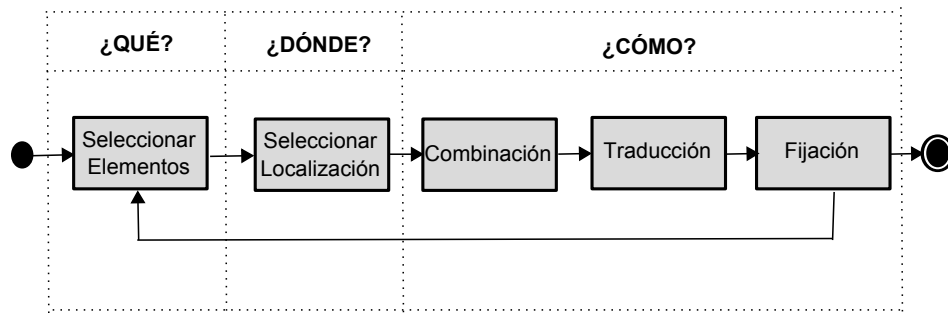 ¿QUÉ?
¿DÓNDE?
¿CÓMO?
Seleccionar
Elementos
Seleccionar
Localización
Combinación
Traducción
Fijación